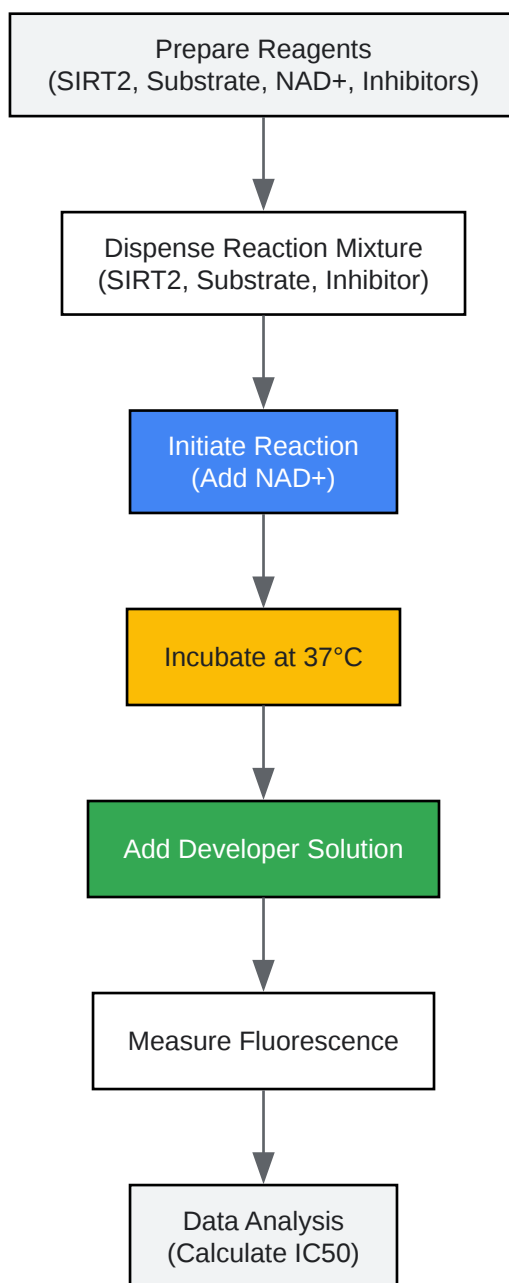 Prepare Reagents
(SIRT2, Substrate, NAD+, Inhibitors)
Dispense Reaction Mixture
(SIRT2, Substrate, Inhibitor)
Initiate Reaction
(Add NAD+)
Incubate at 37°C
Add Developer Solution
Measure Fluorescence
Data Analysis
(Calculate IC50)